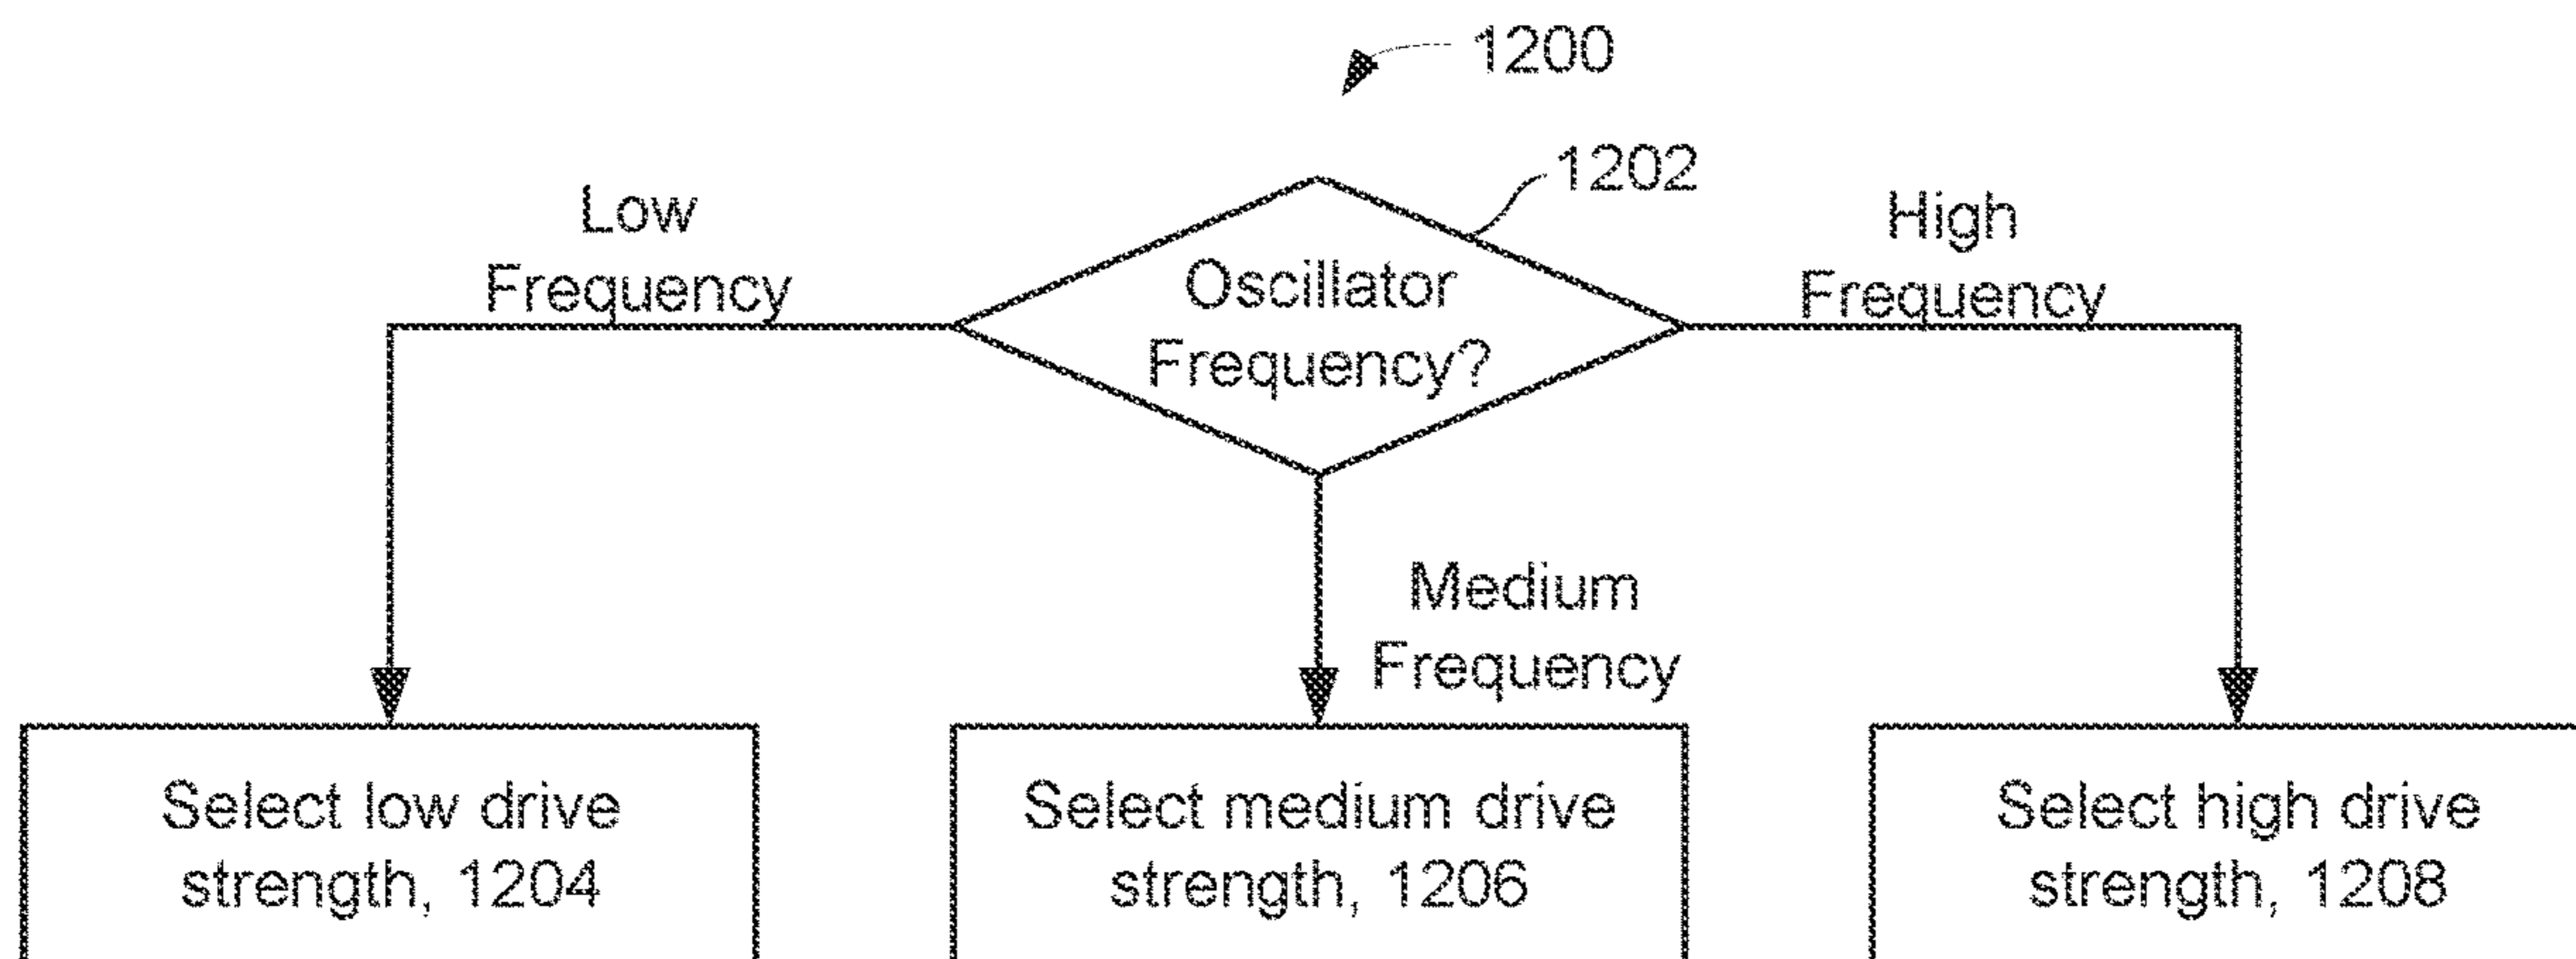 1200
1202
Low
Frequency
Oscillator
Frequency?
High
Frequency
Medium
Frequency
Select low drive
strength, 1204
Select medium drive
strength, 1206
Select high drive
strength, 1208